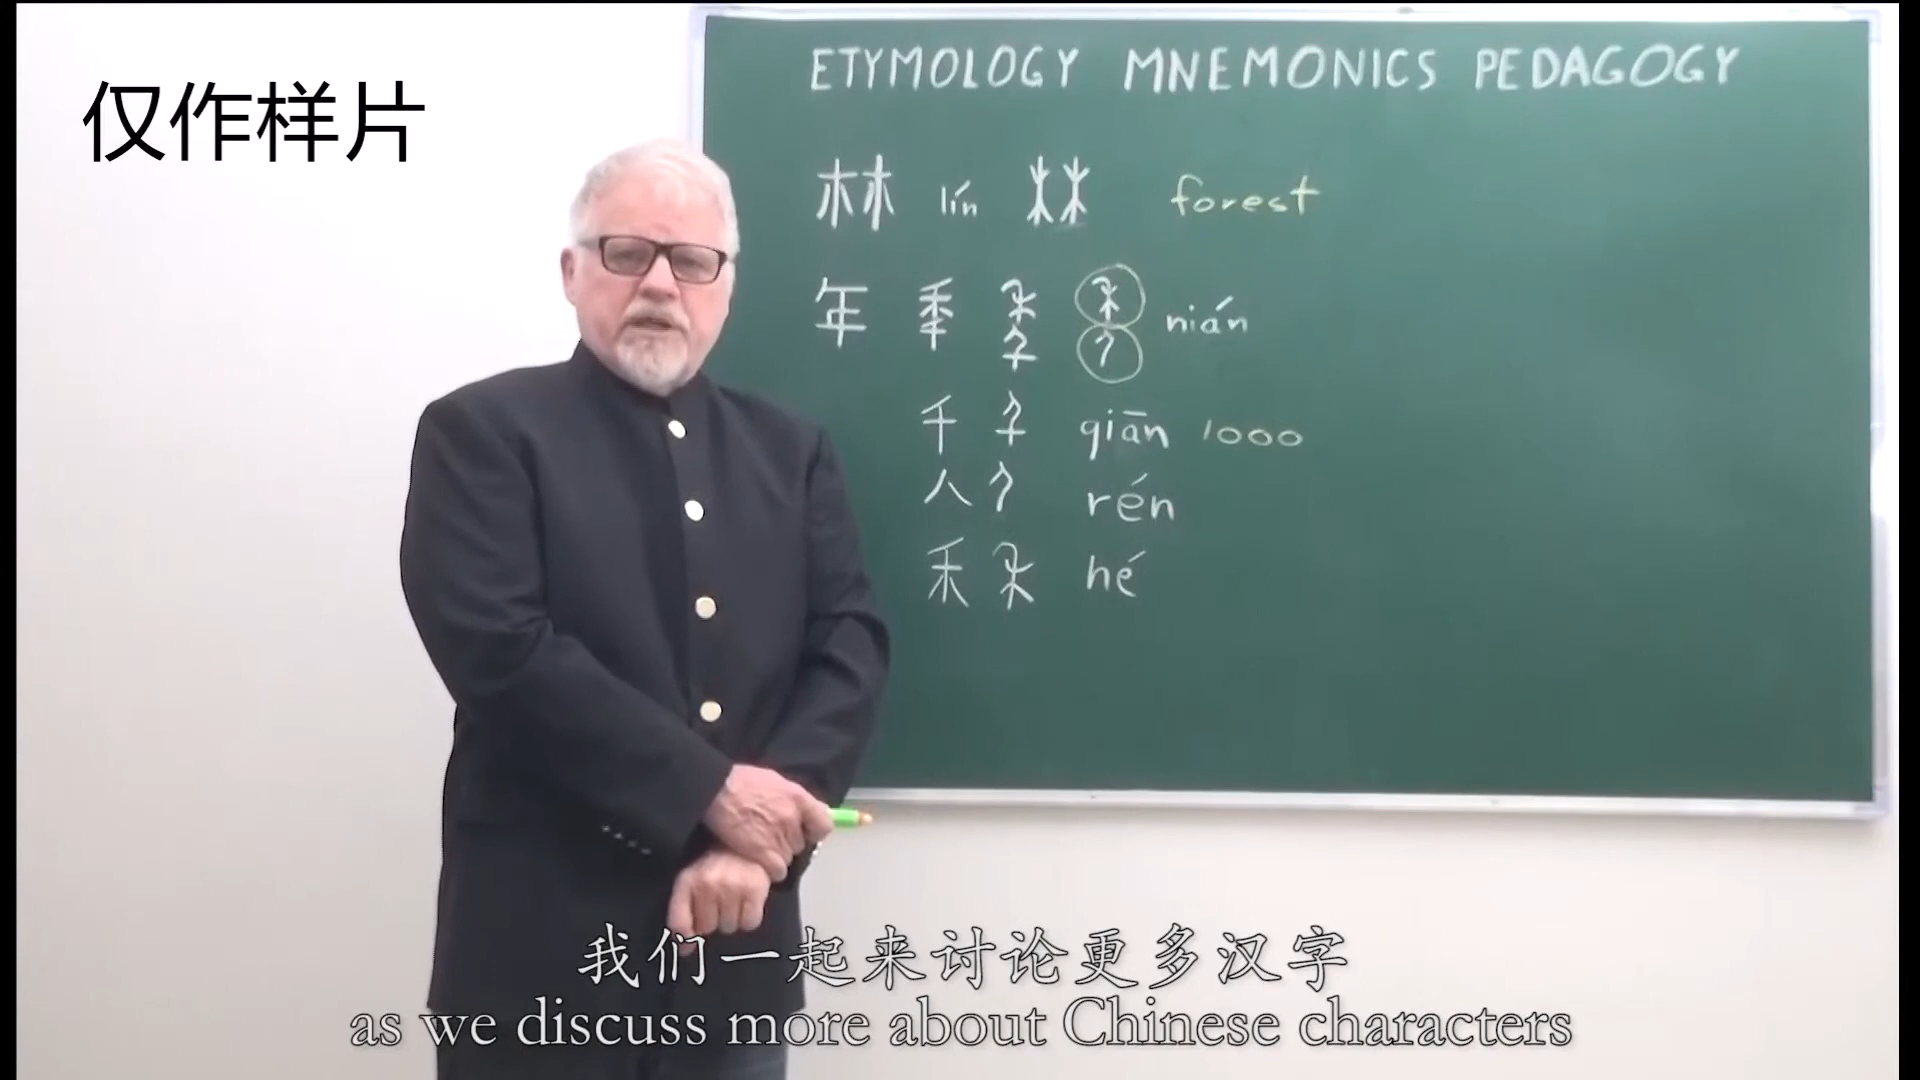 仅作样片
ETYMOLOGY MNEMONICS PEDAGOGY
林 lín forest
年 nián
千 qiān 1000
人 rén
禾 hé
我们一起来讨论更多汉字
as we discuss more about Chinese characters